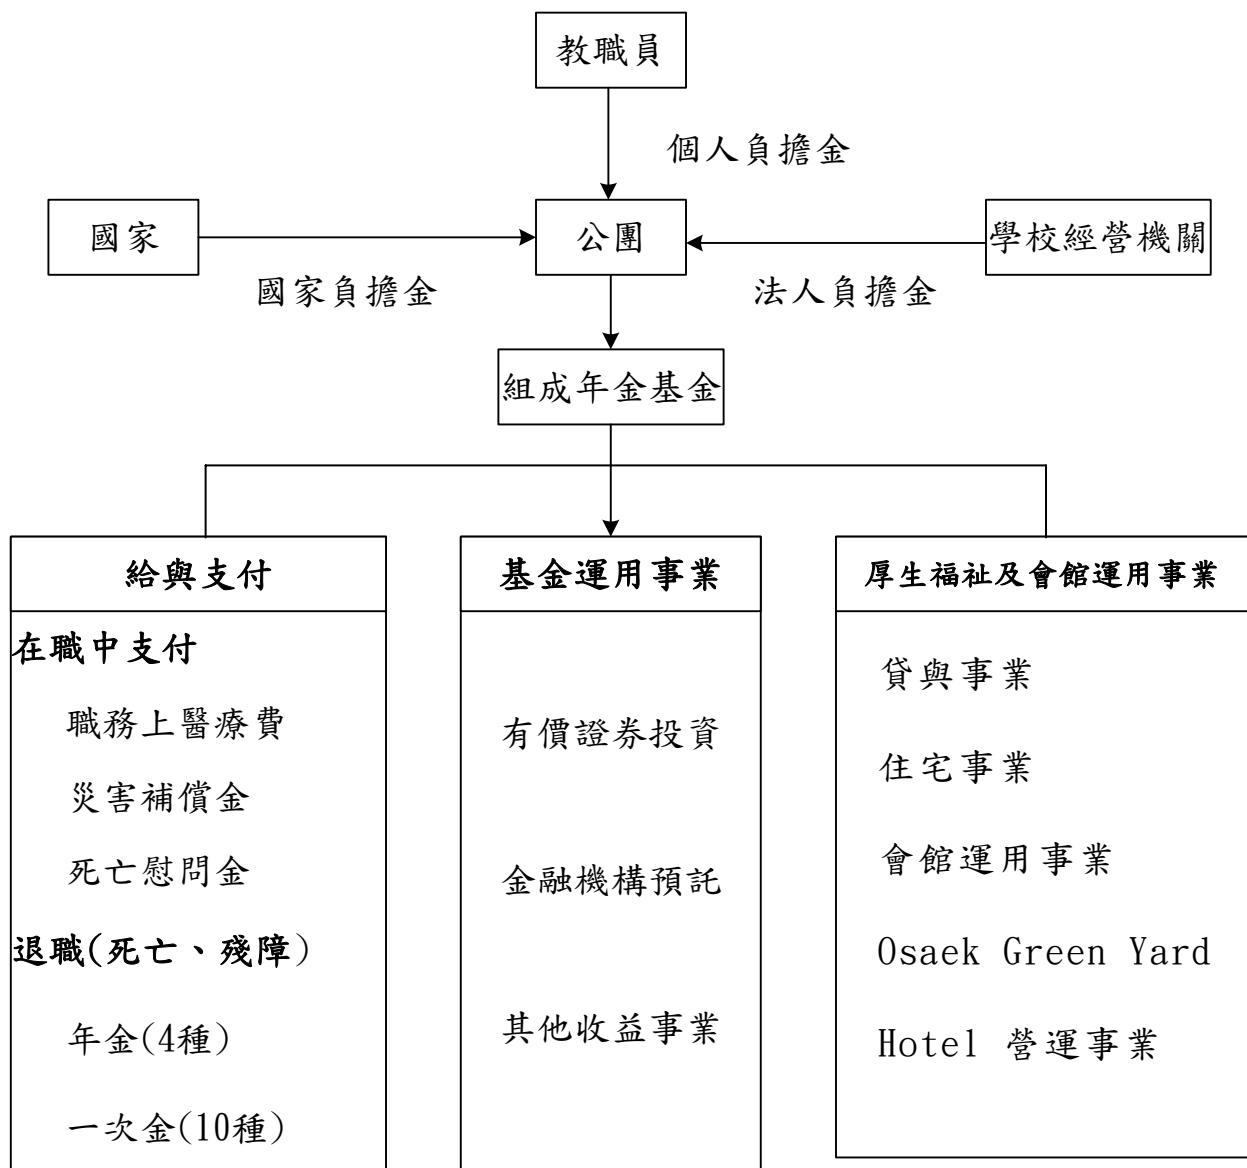 教職員
個人負擔金
國家
公團
學校經營機關
國家負擔金
法人負擔金
組成年金基金
給與支付
在職中支付
職務上醫療費
災害補償金
死亡慰問金
退職(死亡、殘障)
年金(4種)
一次金(10種)
基金運用事業
有價證券投資
金融機構預託
其他收益事業
厚生福祉及會館運用事業
貸與事業
住宅事業
會館運用事業
Osaek Green Yard
Hotel 營運事業